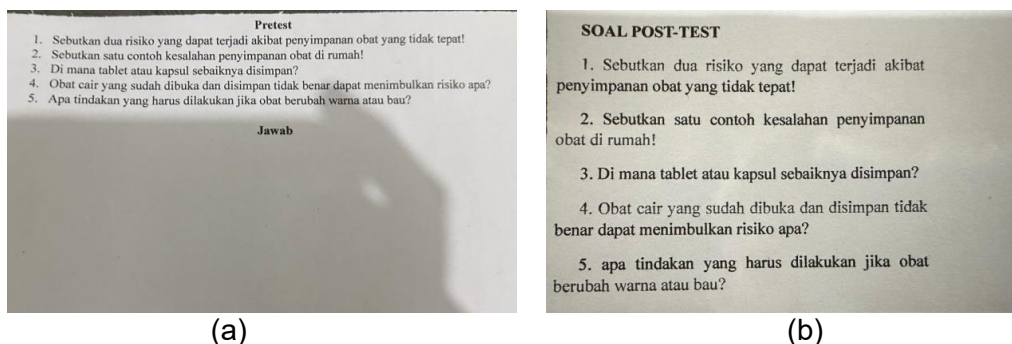 Pretest
1. Sebutkan dua risiko yang dapat terjadi akibat penyimpanan obat yang tidak tepat!
2. Sebutkan satu contoh kesalahan penyimpanan obat di rumah!
3. Di mana tablet atau kapsul sebaiknya disimpan?
4. Obat cair yang sudah dibuka dan disimpan tidak benar dapat menimbulkan risiko apa?
5. Apa tindakan yang harus dilakukan jika obat berubah warna atau bau?
Jawab
(a)
SOAL POST-TEST
1. Sebutkan dua risiko yang dapat terjadi akibat
penyimpanan obat yang tidak tepat!
2. Sebutkan satu contoh kesalahan penyimpanan
obat di rumah!
3. Di mana tablet atau kapsul sebaiknya disimpan?
4. Obat cair yang sudah dibuka dan disimpan tidak
benar dapat menimbulkan risiko apa?
5. apa tindakan yang harus dilakukan jika obat
berubah warna atau bau?
(b)